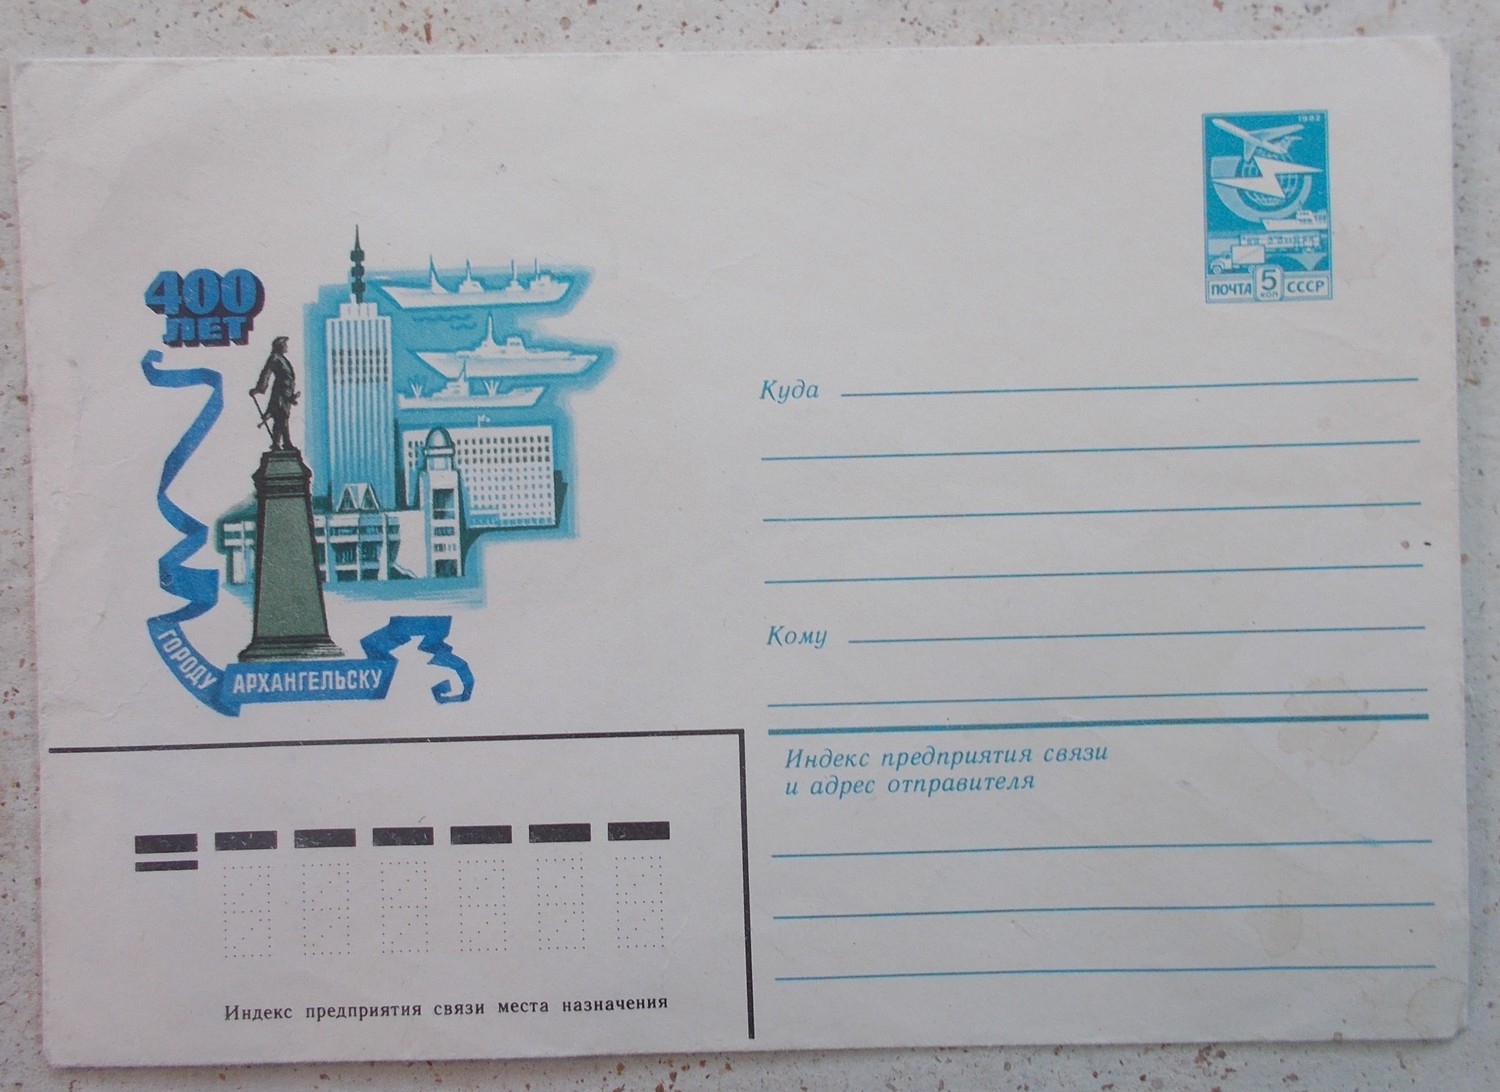 1982
ПОЧТА 5 КОП СССР
400
ЛЕТ
ГОРОДУ
АРХАНГЕЛЬСКУ
Куда
Кому
Индекс предприятия связи
и адрес отправителя
Индекс предприятия связи места назначения